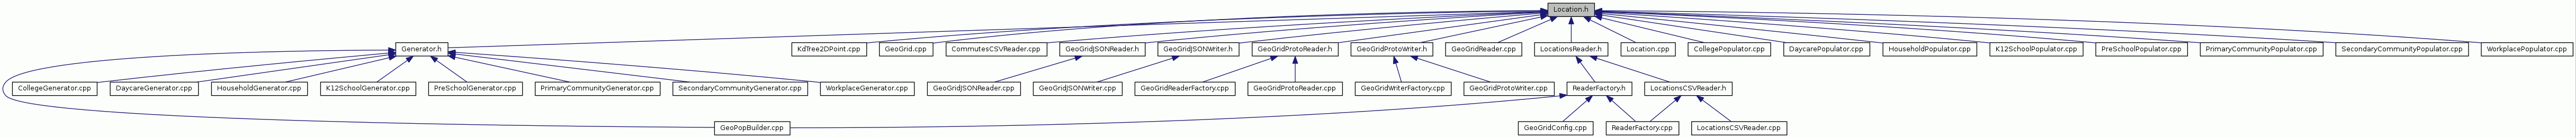 Location.h
Generator.h
KdTree2DPoint.cpp
GeoGrid.cpp
CommutesCSVReader.cpp
GeoGridJSONReader.h
GeoGridJSONWriter.h
GeoGridProtoReader.h
GeoGridProtoWriter.h
GeoGridReader.cpp
LocationsReader.h
Location.cpp
CollegePopulator.cpp
DaycarePopulator.cpp
HouseholdPopulator.cpp
K12SchoolPopulator.cpp
PreSchoolPopulator.cpp
PrimaryCommunityPopulator.cpp
SecondaryCommunityPopulator.cpp
WorkplacePopulator.cpp
CollegeGenerator.cpp
DaycareGenerator.cpp
HouseholdGenerator.cpp
K12SchoolGenerator.cpp
PreSchoolGenerator.cpp
PrimaryCommunityGenerator.cpp
SecondaryCommunityGenerator.cpp
WorkplaceGenerator.cpp
GeoGridJSONReader.cpp
GeoGridJSONWriter.cpp
GeoGridReaderFactory.cpp
GeoGridProtoReader.cpp
GeoGridWriterFactory.cpp
GeoGridProtoWriter.cpp
ReaderFactory.h
LocationsCSVReader.h
GeoPopBuilder.cpp
GeoGridConfig.cpp
ReaderFactory.cpp
LocationsCSVReader.cpp